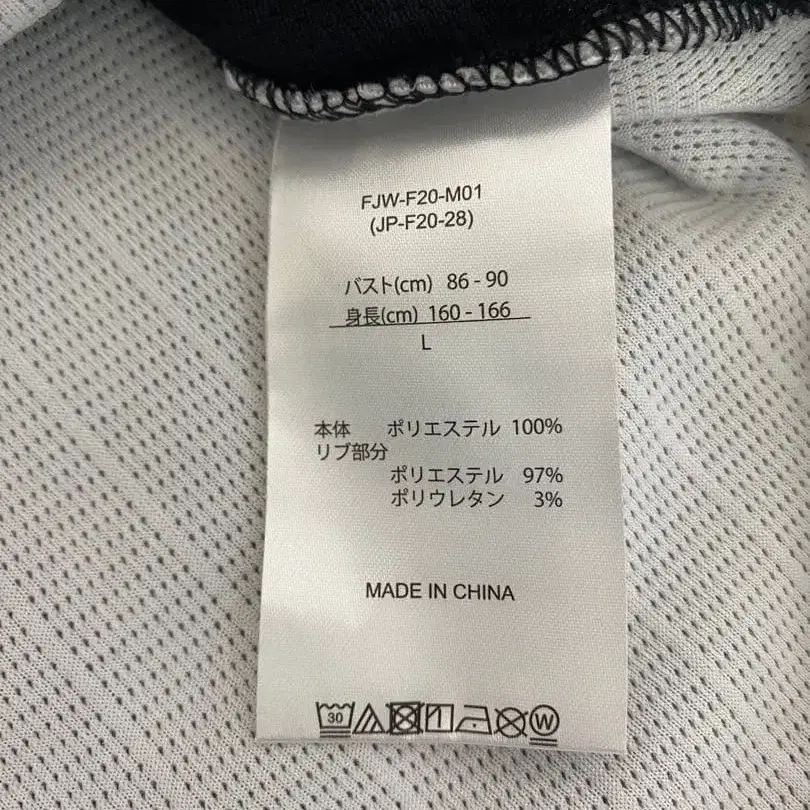 FJW-F20-M01
(JP-F20-28)
バスト(cm) 86 - 90
身長(cm) 160 - 166
L
本体 ポリエステル 100%
リブ部分
ポリエステル 97%
ポリウレタン 3%
MADE IN CHINA
30 W